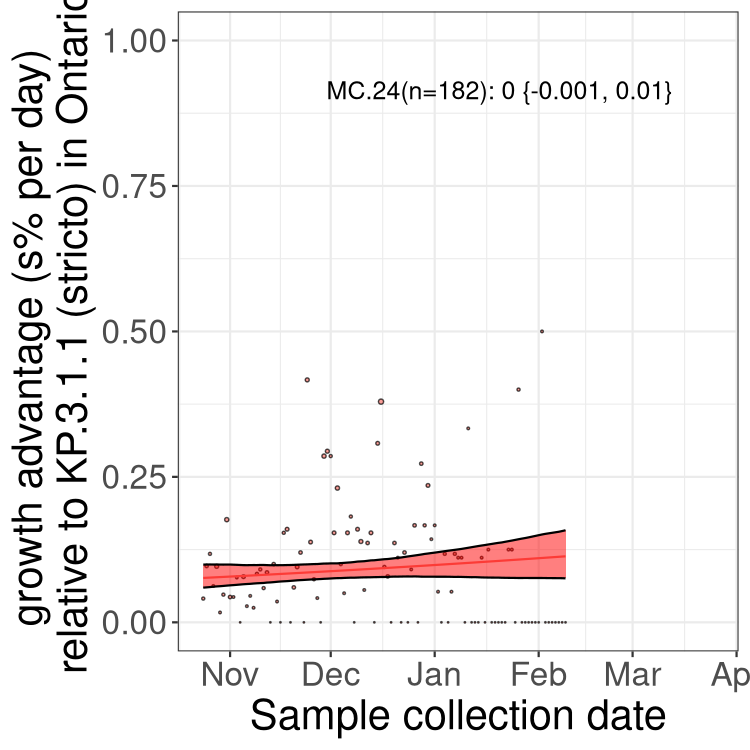 growth advantage (s% per day)
relative to KP.3.1.1 (stricto) in Ontario
1.00
0.75
0.50
0.25
0.00
MC.24(n=182): 0 {-0.001, 0.01}
Nov Dec Jan Feb Mar Ap
Sample collection date